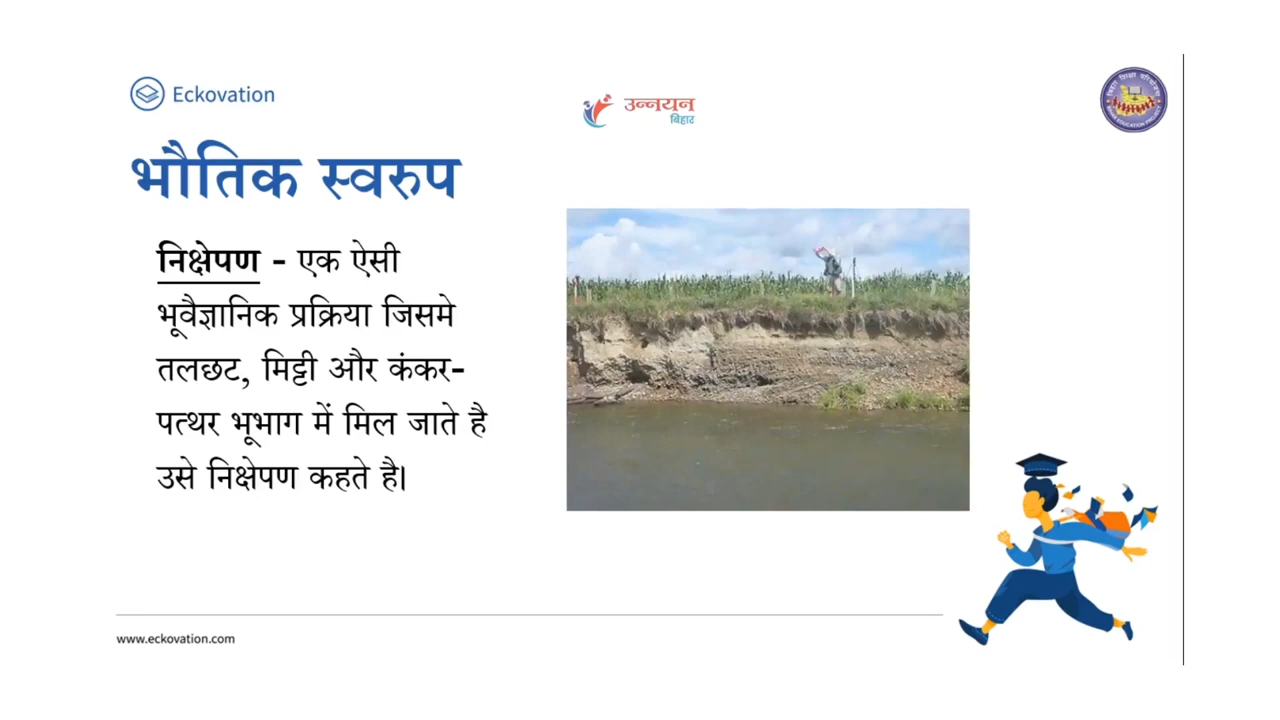 Eckovation
उन्नयन
बिहार
भौतिक स्वरुप
निक्षेपण - एक ऐसी
भूवैज्ञानिक प्रक्रिया जिसमे
तलछट, मिट्टी और कंकर-
पत्थर भूभाग में मिल जाते है
उसे निक्षेपण कहते है।
www.eckovation.com